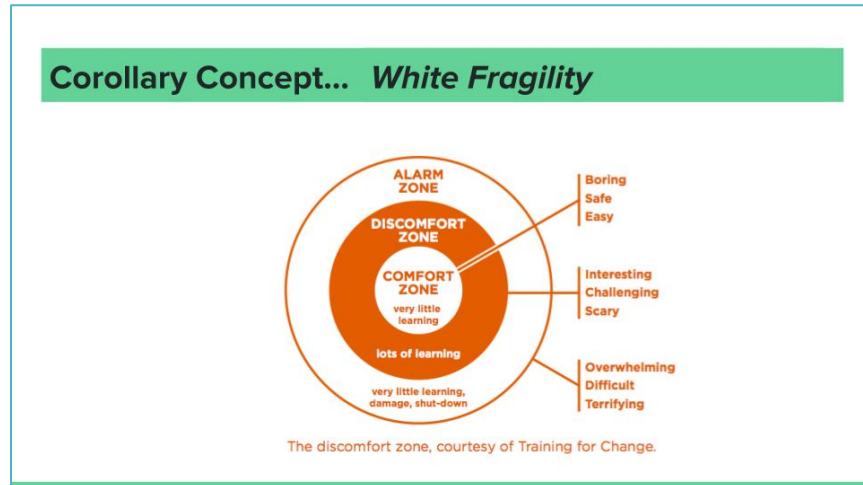 Corollary Concept... White Fragility
ALARM
ZONE
DISCOMFORT
ZONE
COMFORT
ZONE
very little
learning
lots of learning
very little learning,
damage, shut-down
Boring
Safe
Easy
Interesting
Challenging
Scary
Overwhelming
Difficult
Terrifying
The discomfort zone, courtesy of Training for Change.